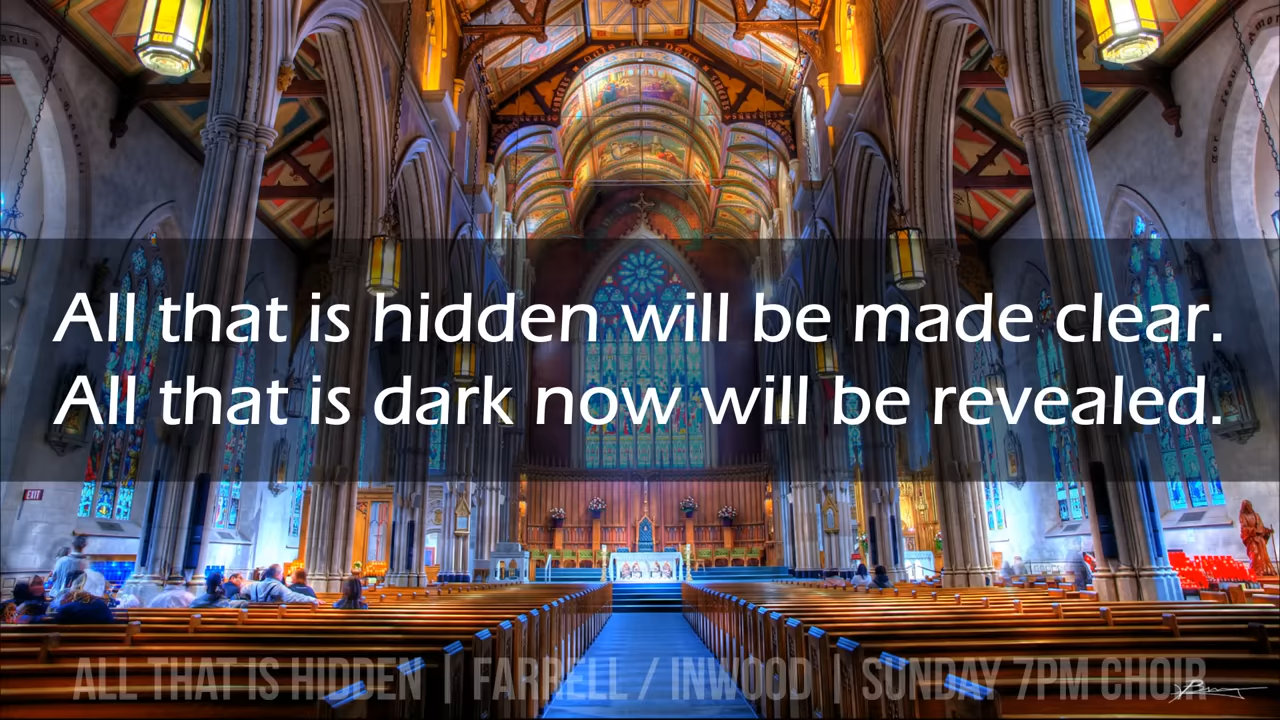 All that is hidden will be made clear.
All that is dark now will be revealed.
EXIT
ALL THAT IS HIDDEN | FARRELL / INWOOD | SUNDAY 7PM CHOIR